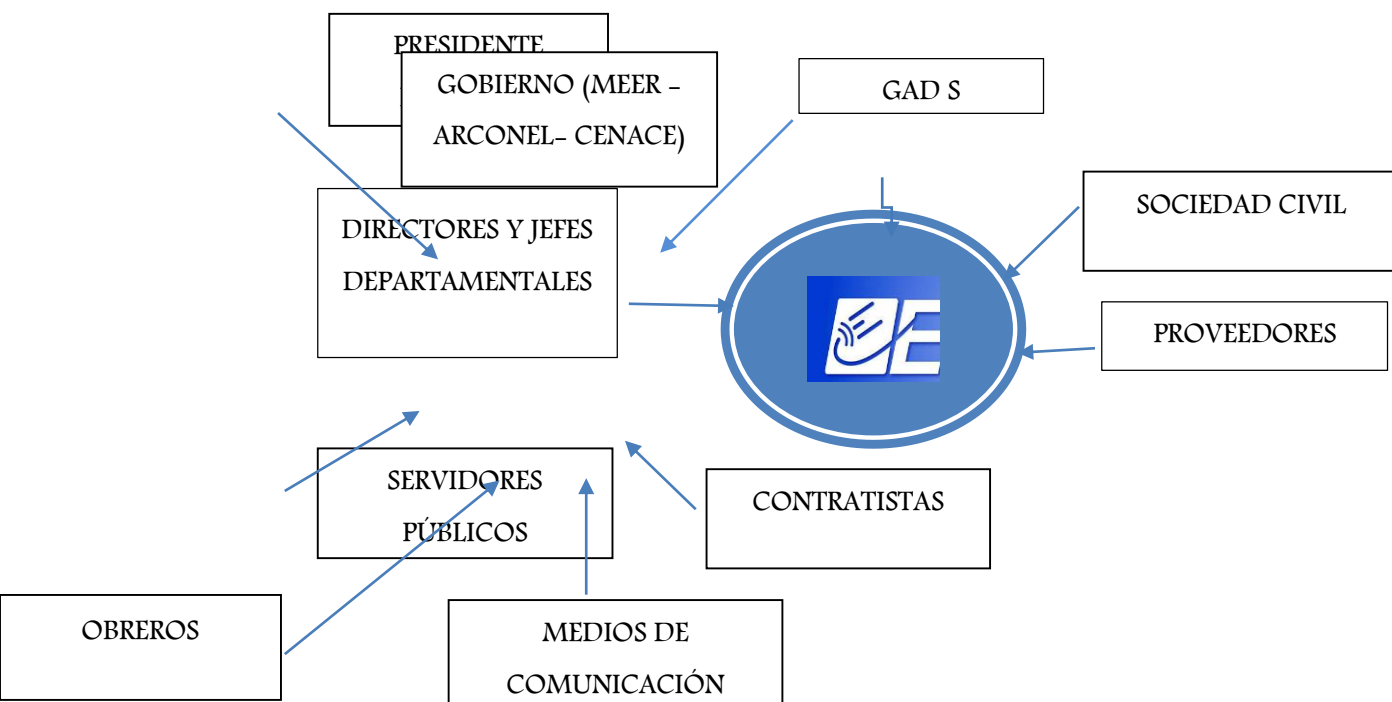 PRESIDENTE
GOBIERNO (MEER –
ARCONEL– CENACE)
GAD S
SOCIEDAD CIVIL
DIRECTORES Y JEFES
DEPARTAMENTALES
PROVEEDORES
SERVIDORES
PÚBLICOS
CONTRATISTAS
OBREROS
MEDIOS DE
COMUNICACIÓN